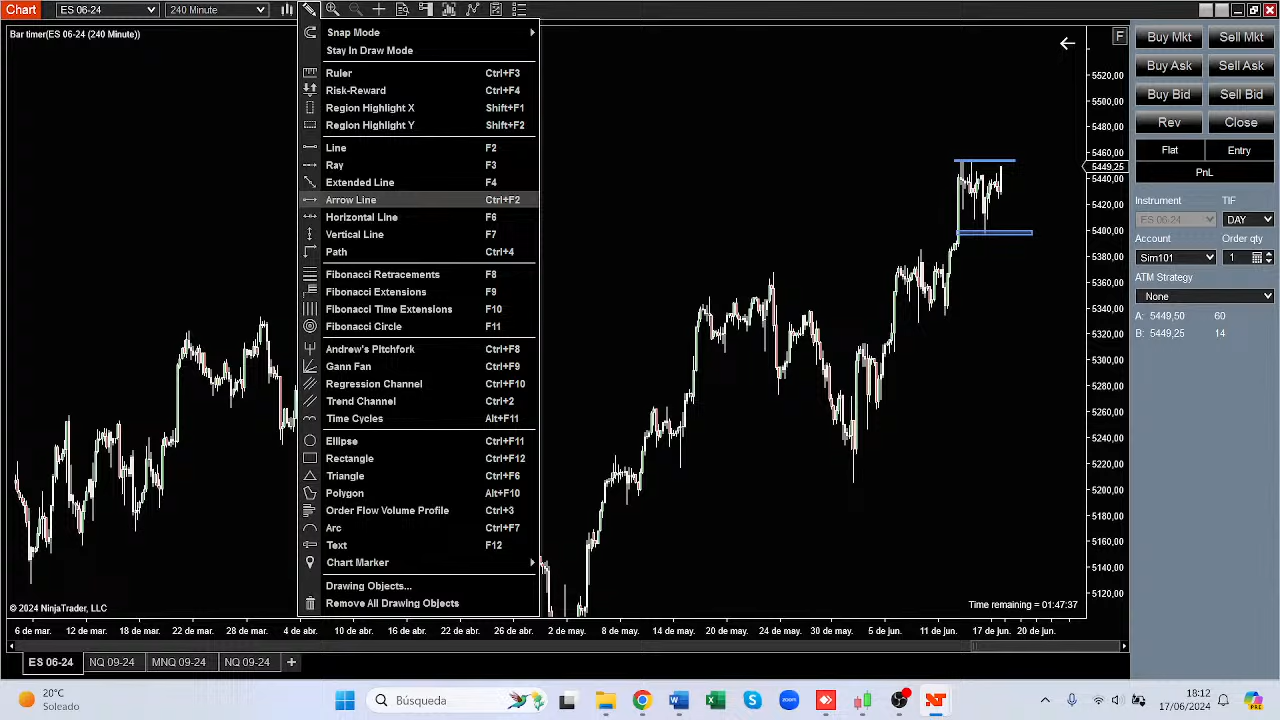 Chart
ES 06-24
240 Minute
Bar timer(ES 06-24 (240 Minute))
Snap Mode
Stay In Draw Mode
Ruler Ctrl+F3
Risk-Reward Ctrl+F4
Region Highlight X Shift+F1
Region Highlight Y Shift+F2
Line F2
Ray F3
Extended Line F4
Arrow Line Ctrl+F2
Horizontal Line F6
Vertical Line F7
Path Ctrl+4
Fibonacci Retracements F8
Fibonacci Extensions F9
Fibonacci Time Extensions F10
Fibonacci Circle F11
Andrew's Pitchfork Ctrl+F8
Gann Fan Ctrl+F9
Regression Channel Ctrl+F10
Trend Channel Ctrl+2
Time Cycles Alt+F11
Ellipse Ctrl+F11
Rectangle Ctrl+F12
Triangle Ctrl+F6
Polygon Alt+F10
Order Flow Volume Profile Ctrl+3
Arc Ctrl+F7
Text F12
Chart Marker
Drawing Objects...
Remove All Drawing Objects
F
5520,00
5500,00
5480,00
5460,00
5449,25
5440,00
5420,00
5400,00
5380,00
5360,00
5340,00
5320,00
5300,00
5280,00
5260,00
5240,00
5220,00
5200,00
5180,00
5160,00
5140,00
5120,00
Buy Mkt Sell Mkt
Buy Ask Sell Ask
Buy Bid Sell Bid
Rev Close
Flat Entry
PnL
Instrument TIF
ES 06-24 DAY
Account Order qty
Sim101 1
ATM Strategy
None
A: 5449,50 60
B: 5449,25 14
© 2024 NinjaTrader, LLC
Time remaining = 01:47:37
6 de mar. 12 de mar. 18 de mar. 22 de mar. 28 de mar. 4 de abr. 10 de abr. 16 de abr. 22 de abr. 26 de abr. 2 de may. 8 de may. 14 de may. 20 de may. 24 de may. 30 de may. 5 de jun. 11 de jun. 17 de jun. 20 de jun.
ES 06-24 NQ 09-24 MNQ 09-24 NQ 09-24
20°C
Soleado
Búsqueda
18:12
17/06/2024